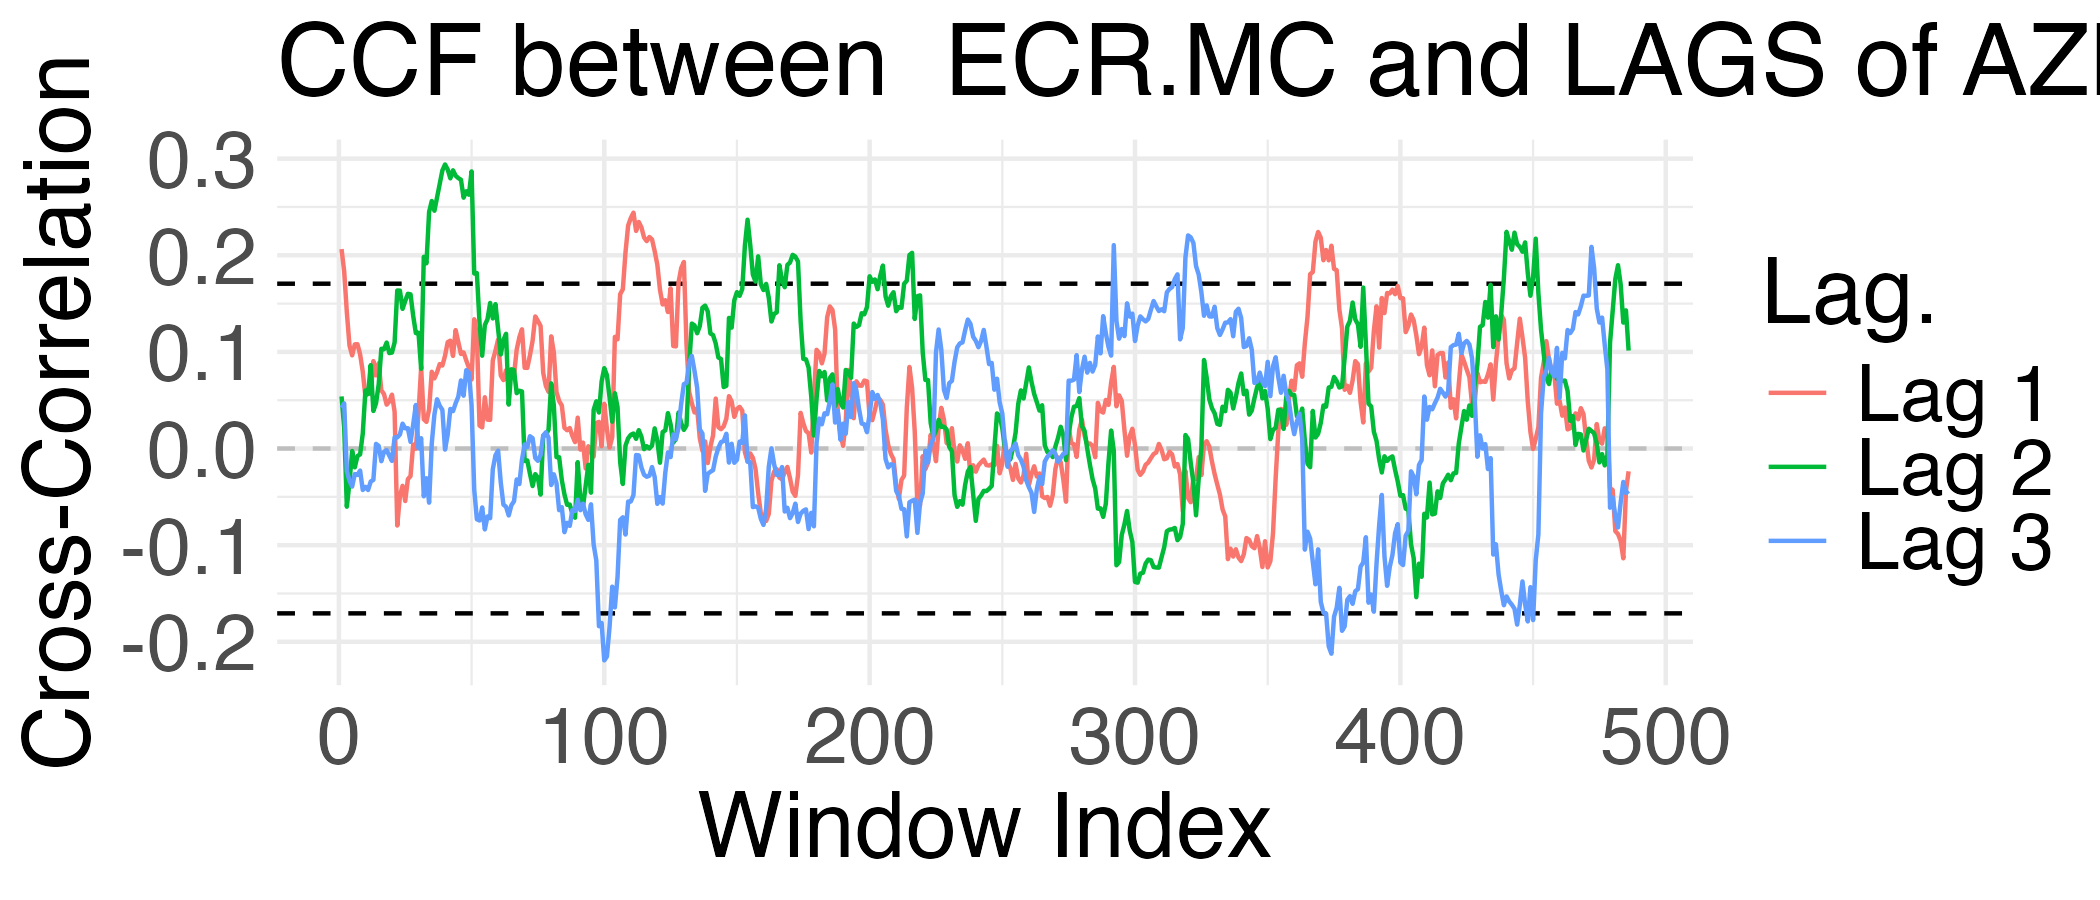 CCF between ECR.MC and LAGS of
Cross-Correlation
0.3
0.2
0.1
0.0
-0.1
-0.2
0 100 200 300 400 500
Window Index
Lag.
Lag 1
Lag 2
Lag 3